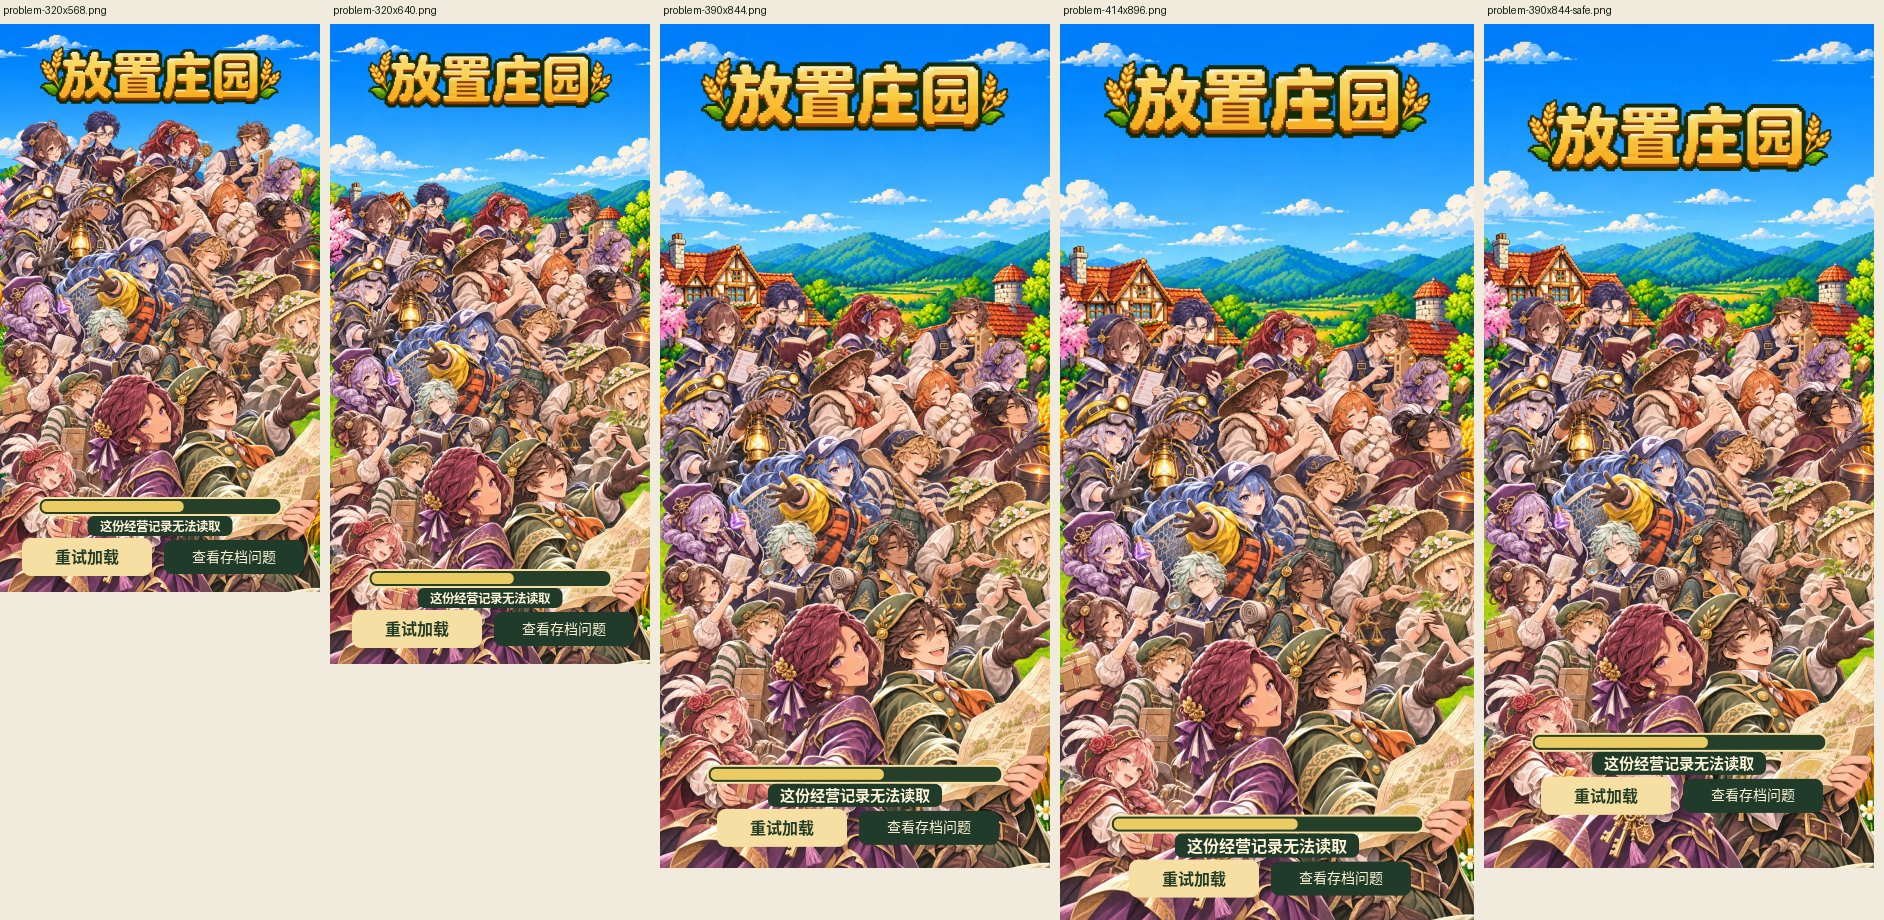 problem-320x568.png
放置庄园
这份经营记录无法读取
重试加载
查看存档问题
problem-320x640.png
放置庄园
这份经营记录无法读取
重试加载
查看存档问题
problem-390x844.png
放置庄园
这份经营记录无法读取
重试加载
查看存档问题
problem-414x896.png
放置庄园
这份经营记录无法读取
重试加载
查看存档问题
problem-390x844-safe.png
放置庄园
这份经营记录无法读取
重试加载
查看存档问题